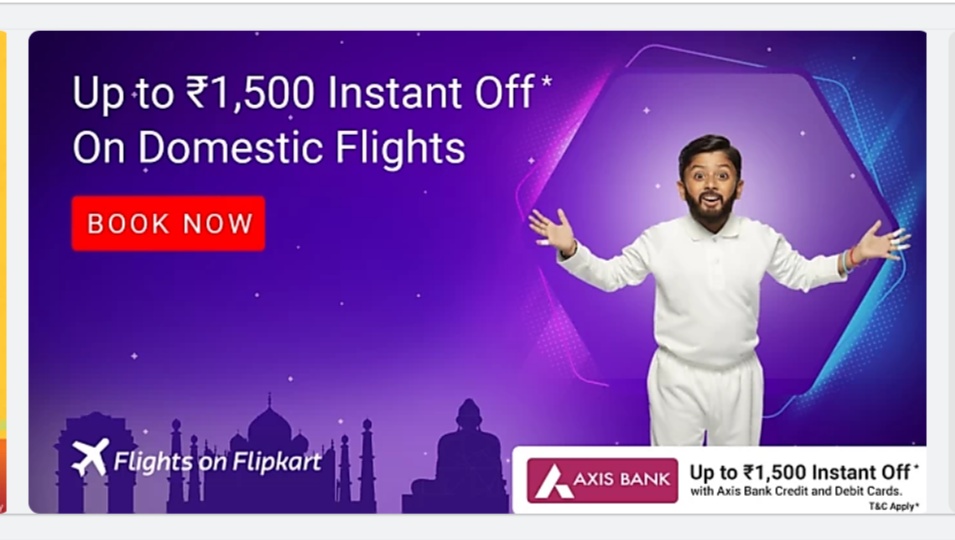 Up to ₹1,500 Instant Off*
On Domestic Flights
BOOK NOW
Flights on Flipkart
AXIS BANK
Up to ₹1,500 Instant Off*
with Axis Bank Credit and Debit Cards.
T&C Apply*